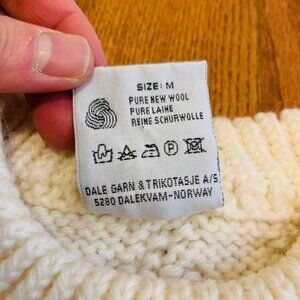 SIZE: M
PURE NEW WOOL
PURE LAINE
REINE SCHURWOLLE
DALE GARN & TRIKOTASJE A/S
5280 DALEKVAM-NORWAY